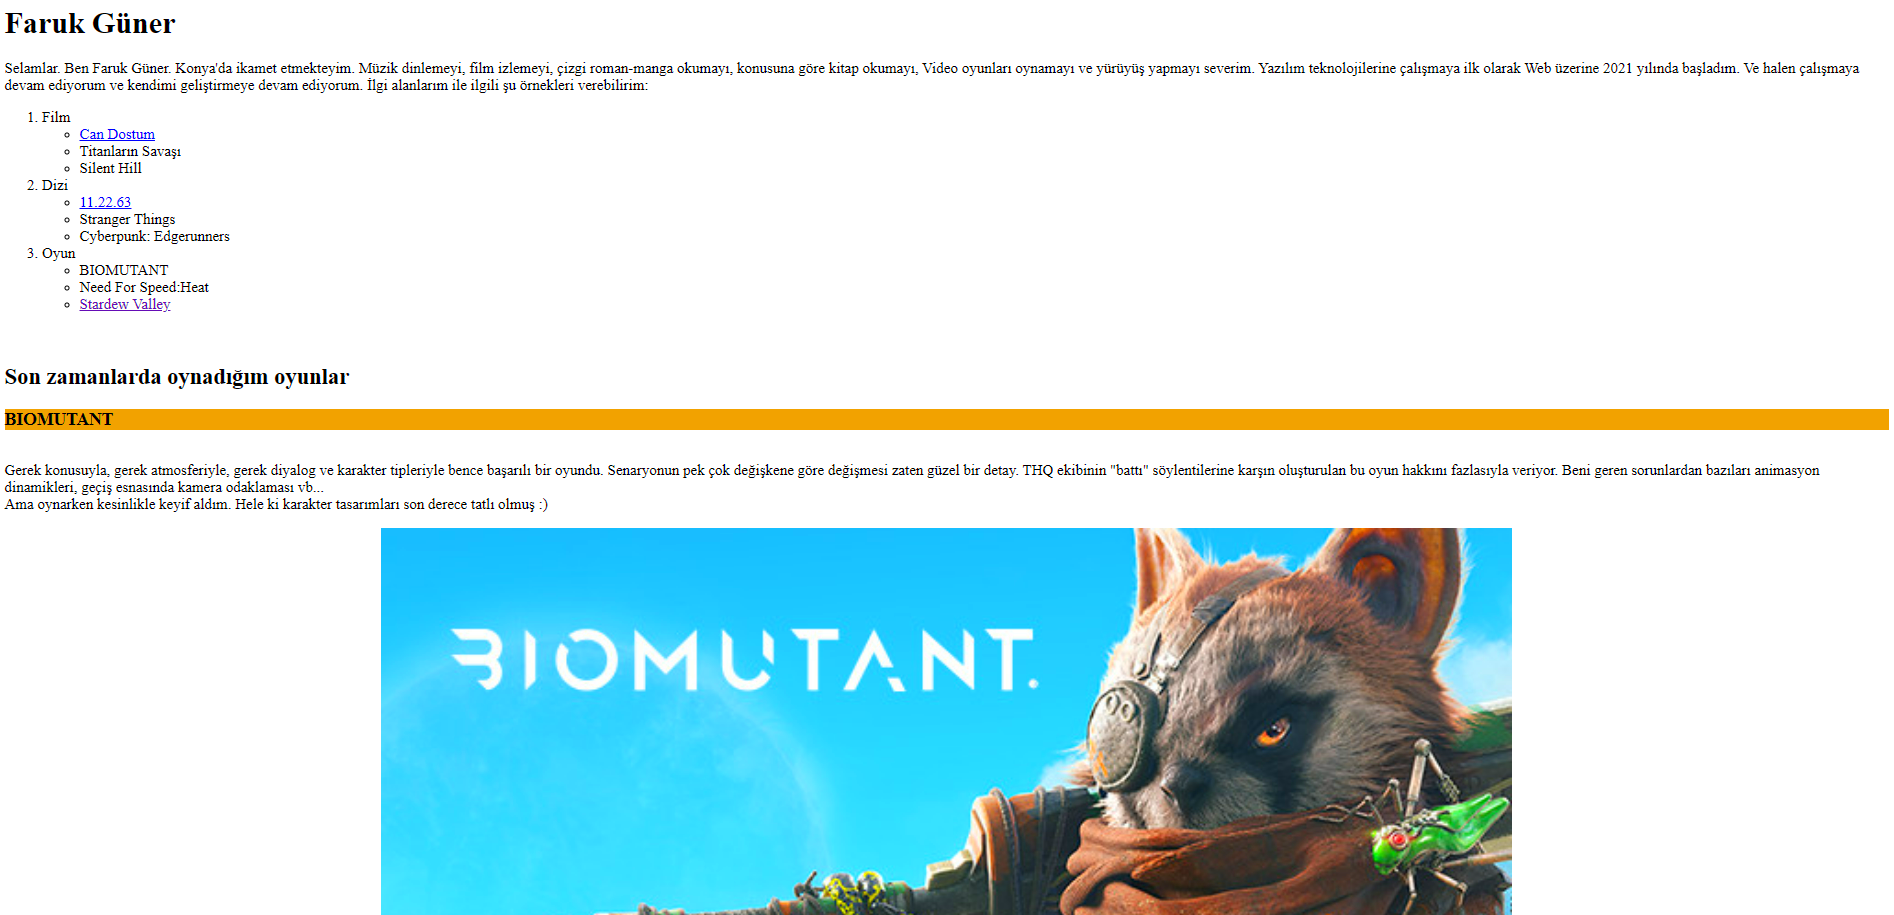 Faruk Güner
Selamlar. Ben Faruk Güner. Konya'da ikamet etmekteyim. Müzik dinlemeyi, film izlemeyi, çizgi roman-manga okumayı, konusuna göre kitap okumayı, Video oyunları oynamayı ve yürüyüş yapmayı severim. Yazılım teknolojilerine çalışmaya ilk olarak Web üzerine 2021 yılında başladım. Ve halen çalışmaya
devam ediyorum ve kendimi geliştirmeye devam ediyorum. İlgi alanlarım ile ilgili şu örnekleri verebilirim:
1. Film
Can Dostum
Titanların Savaşı
Silent Hill
2. Dizi
11.22.63
Stranger Things
Cyberpunk: Edgerunners
3. Oyun
BIOMUTANT
Need For Speed:Heat
Stardew Valley
Son zamanlarda oynadığım oyunlar
BIOMUTANT
Gerek konusuyla, gerek atmosferiyle, gerek diyalog ve karakter tipleriyle bence başarılı bir oyundu. Senaryonun pek çok değişkene göre değişmesi zaten güzel bir detay. THQ ekibinin "battı" söylentilerine karşın oluşturulan bu oyun hakkını fazlasıyla veriyor. Beni geren sorunlardan bazıları animasyon
dinamikleri, geçiş esnasında kamera odaklaması vb...
Ama oynarken kesinlikle keyif aldım. Hele ki karakter tasarımları son derece tatlı olmuş :)
BIOMUTANT.